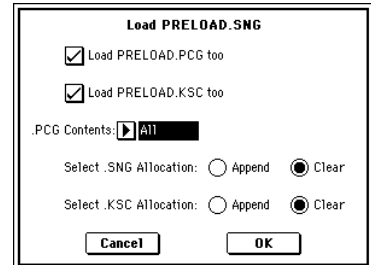 Load PRELOAD.SNG
Load PRELOAD.PCG too
Load PRELOAD.KSC too
.PCG Contents: All
Select .SNG Allocation: Append Clear
Select .KSC Allocation: Append Clear
Cancel OK